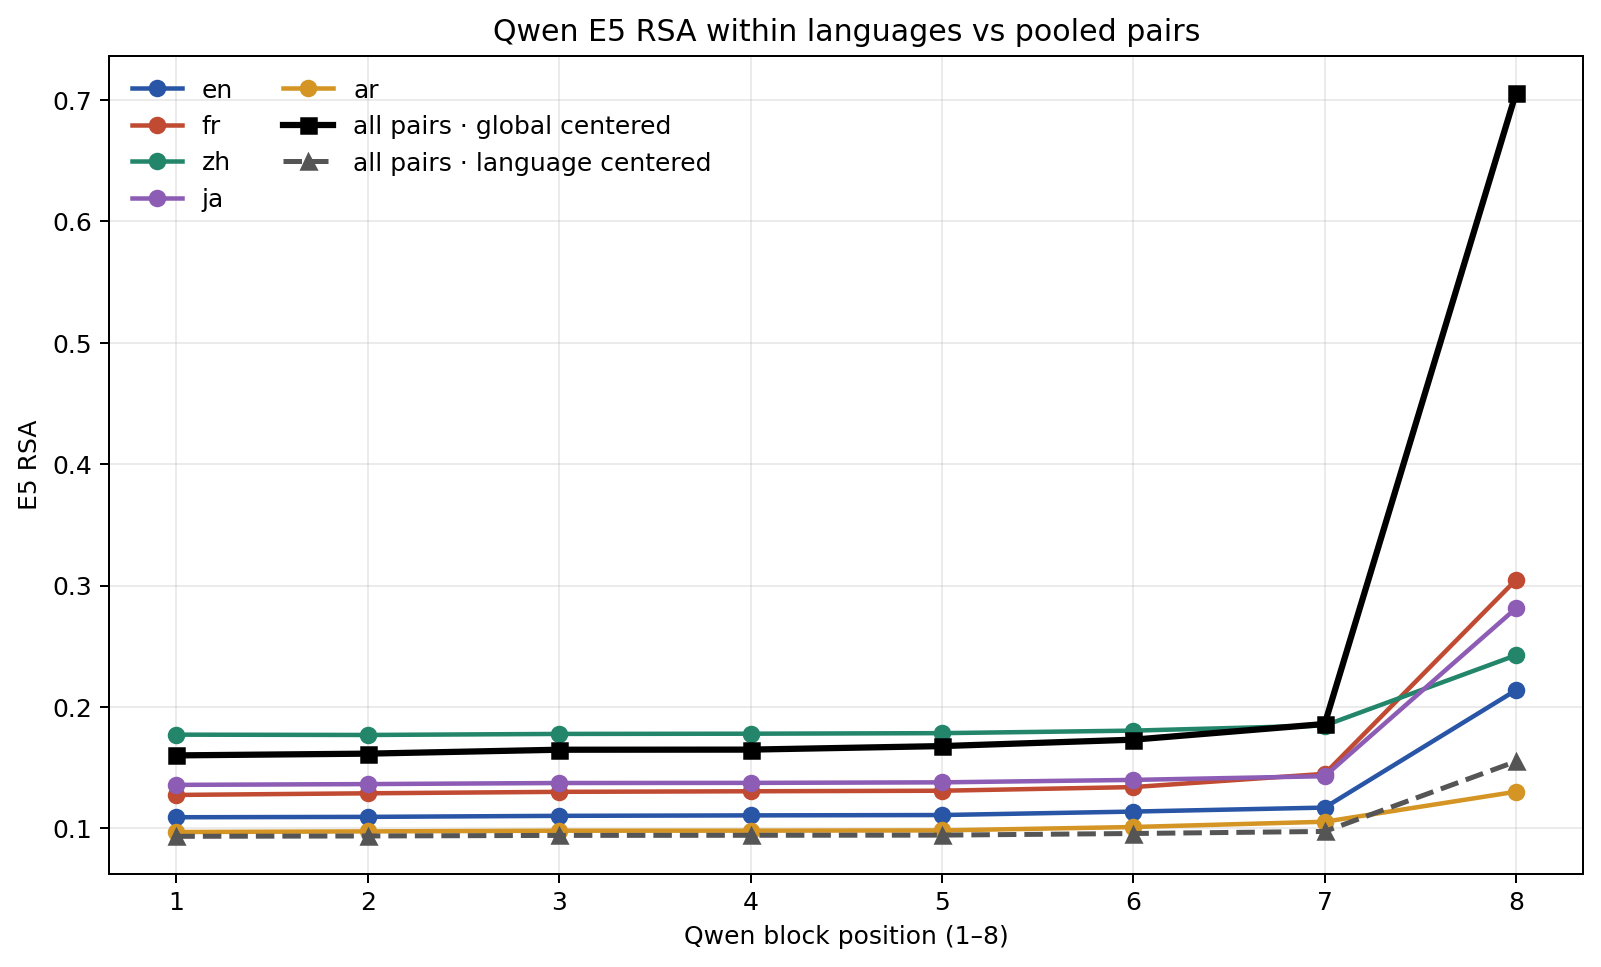 Qwen E5 RSA within languages vs pooled pairs
en
fr
zh
ja
ar
all pairs · global centered
all pairs · language centered
E5 RSA
0.7
0.6
0.5
0.4
0.3
0.2
0.1
1 2 3 4 5 6 7 8
Qwen block position (1–8)